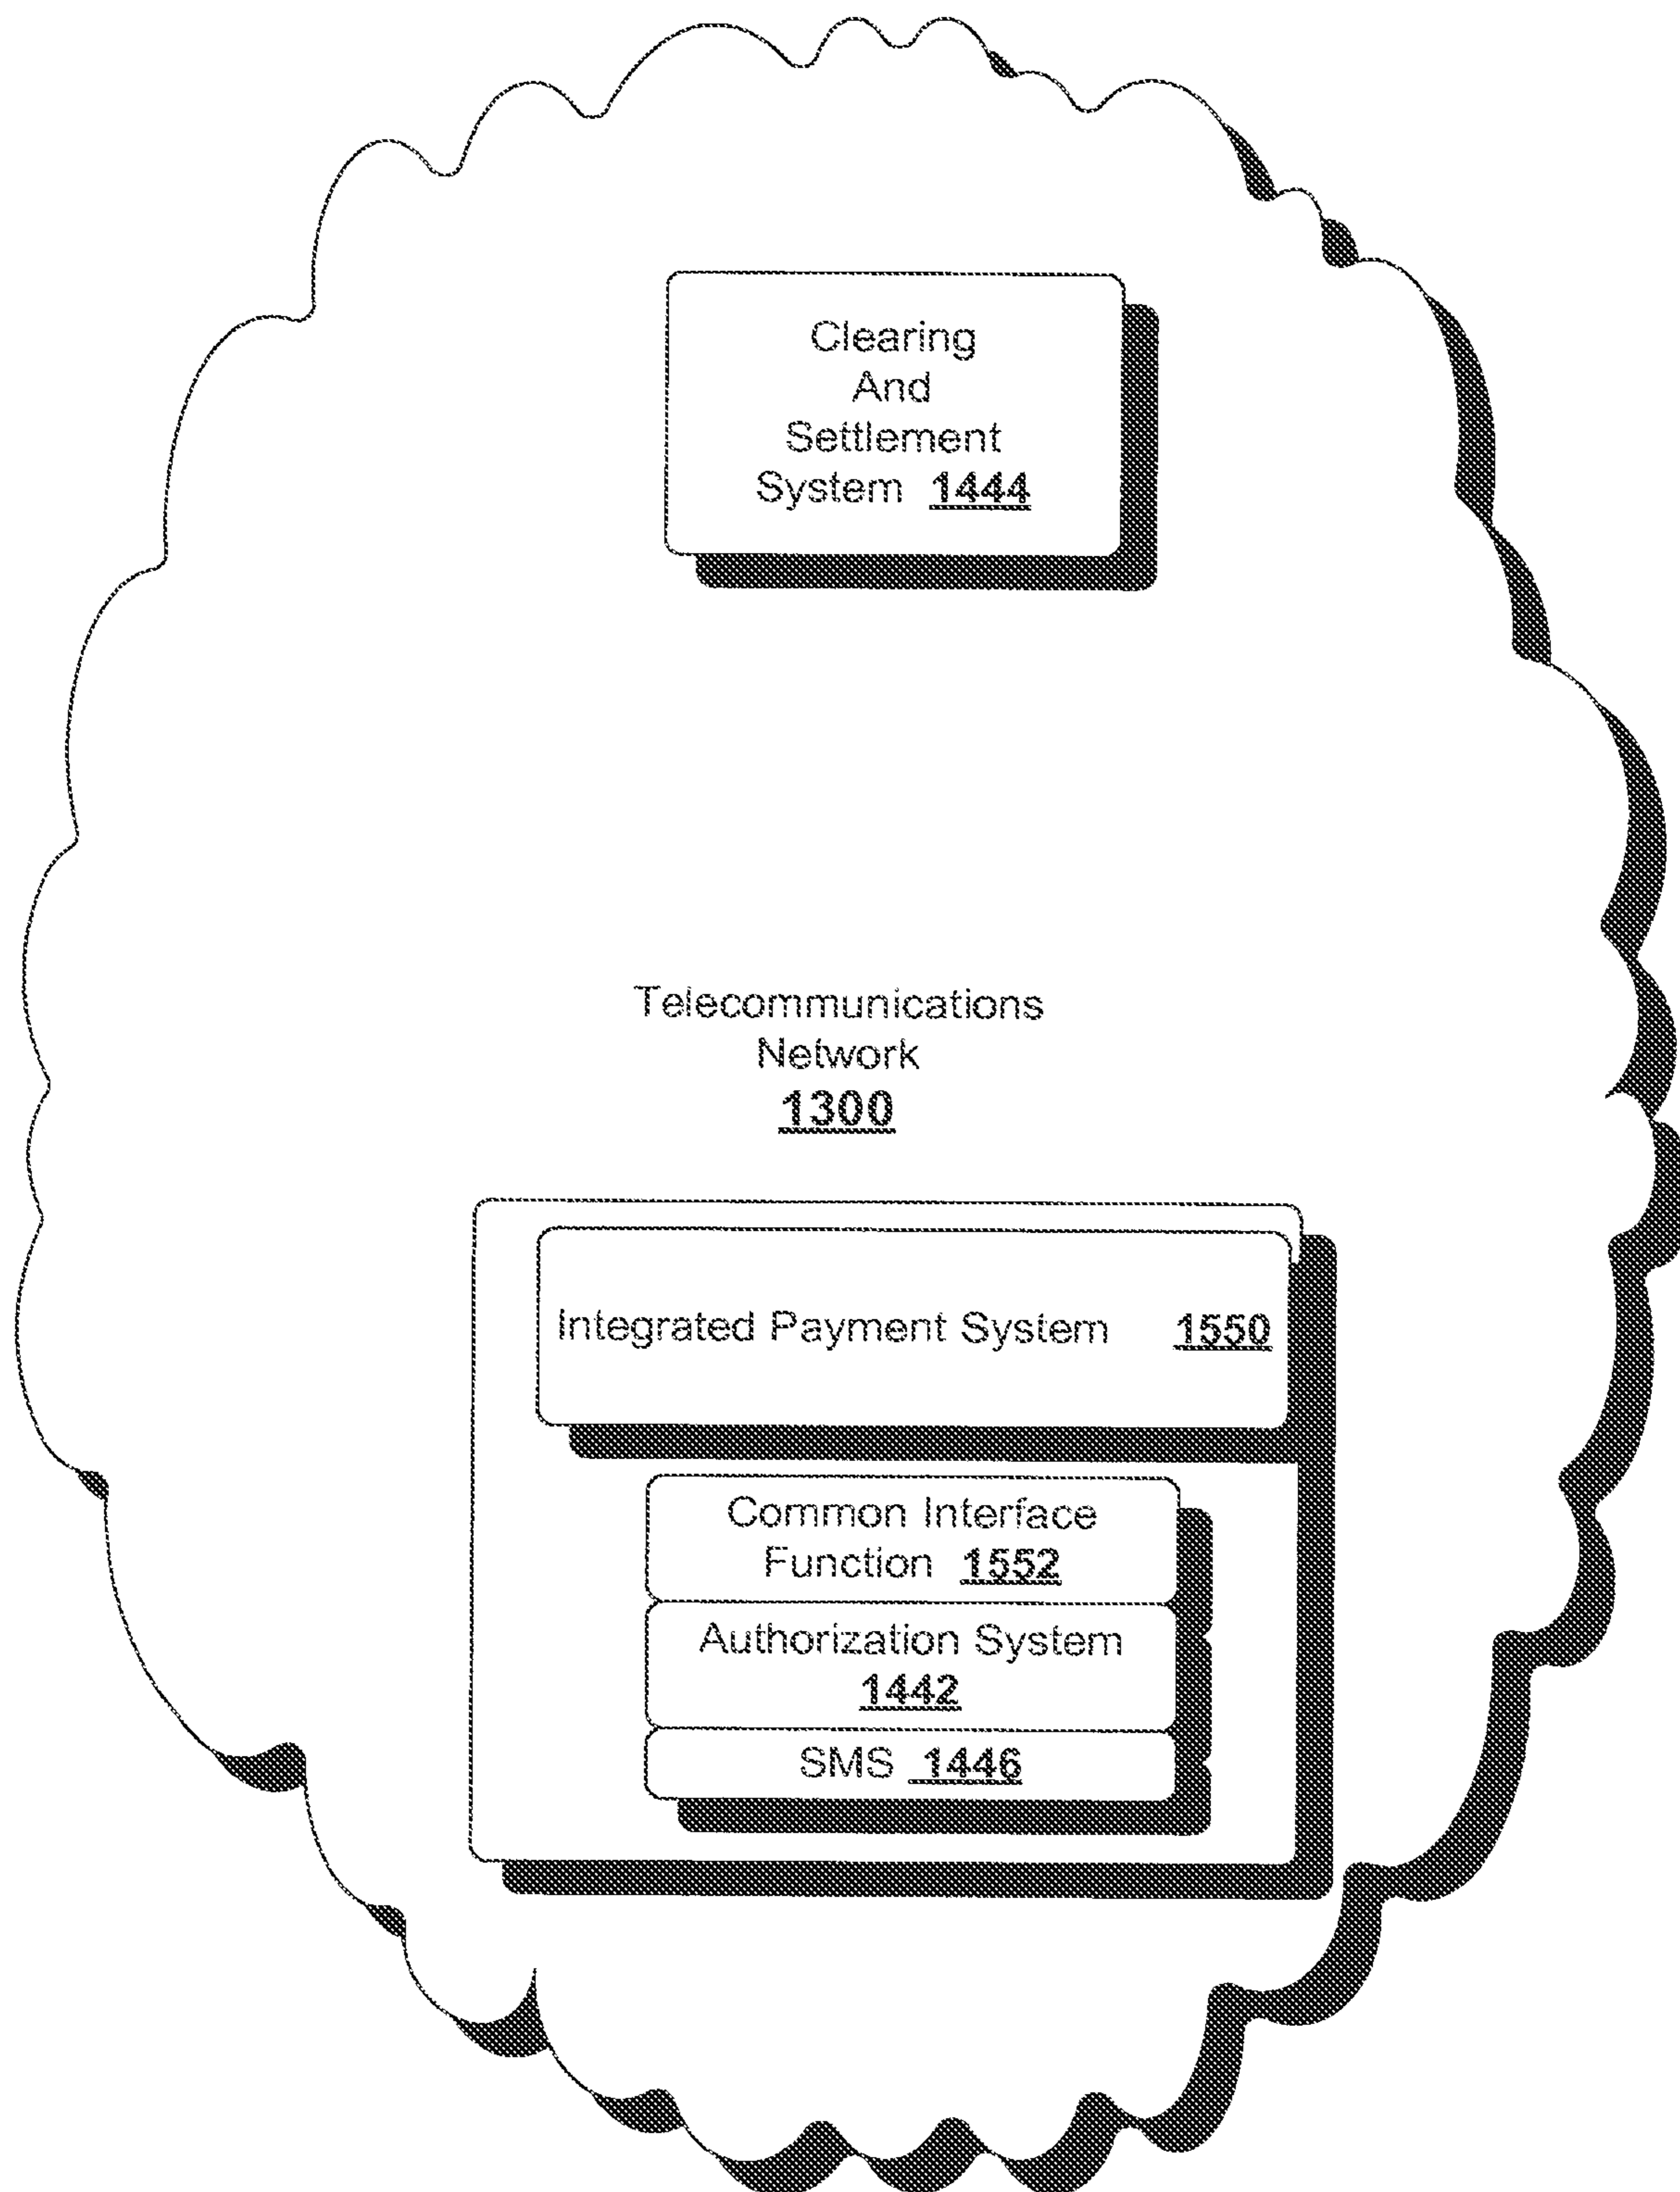 Clearing
And
Settlement
System 1444
Telecommunications
Network
1300
Integrated Payment System 1550
Common Interface
Function 1552
Authorization System
1442
SMS 1446